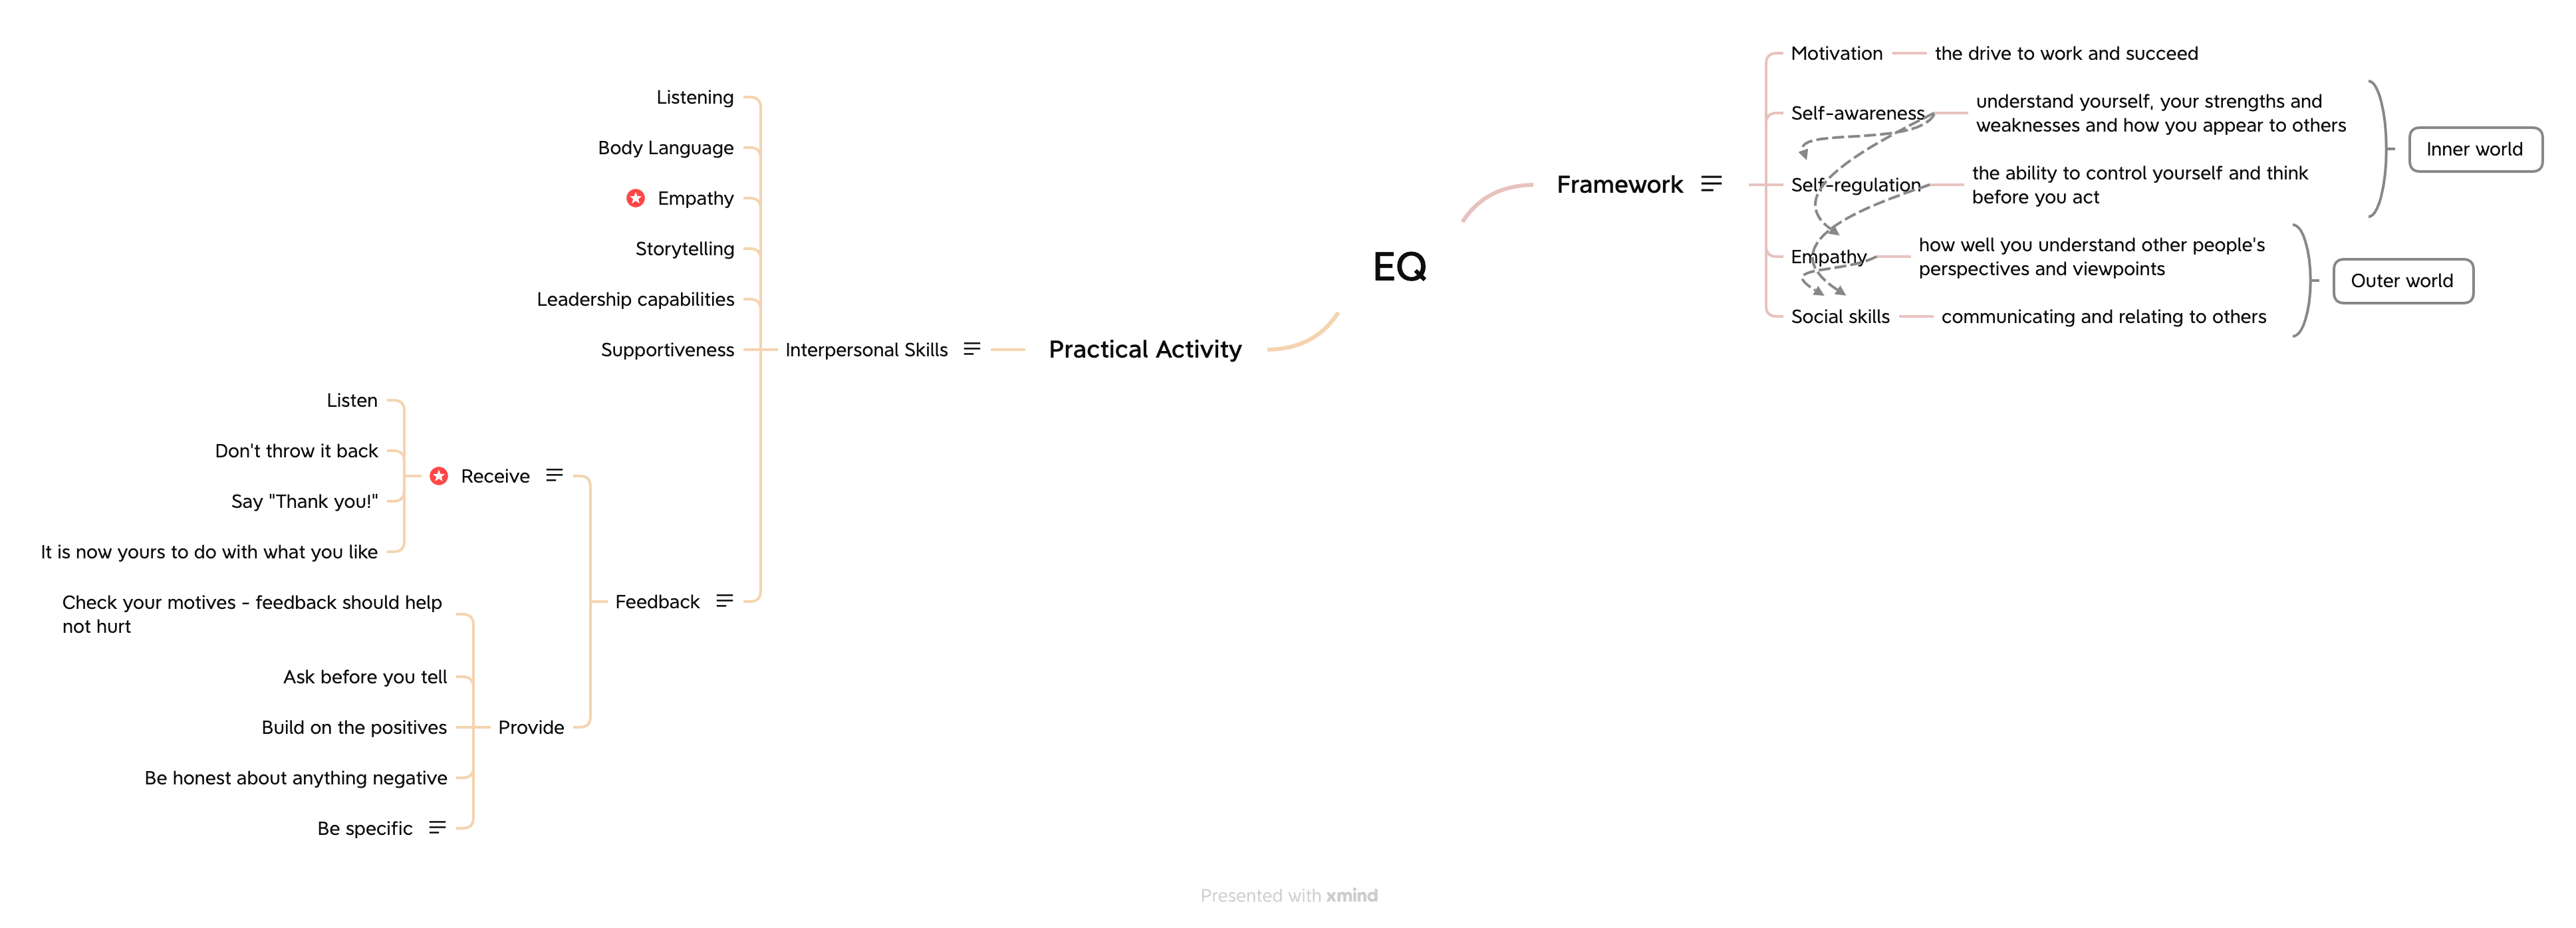 EQ
Framework
Motivation
the drive to work and succeed
Self-awareness
understand yourself, your strengths and
weaknesses and how you appear to others
Self-regulation
the ability to control yourself and think
before you act
Inner world
Empathy
how well you understand other people's
perspectives and viewpoints
Social skills
communicating and relating to others
Outer world
Practical Activity
Interpersonal Skills
Listening
Body Language
Empathy
Storytelling
Leadership capabilities
Supportiveness
Feedback
Receive
Listen
Don't throw it back
Say "Thank you!"
It is now yours to do with what you like
Provide
Check your motives - feedback should help
not hurt
Ask before you tell
Build on the positives
Be honest about anything negative
Be specific
Presented with xmind